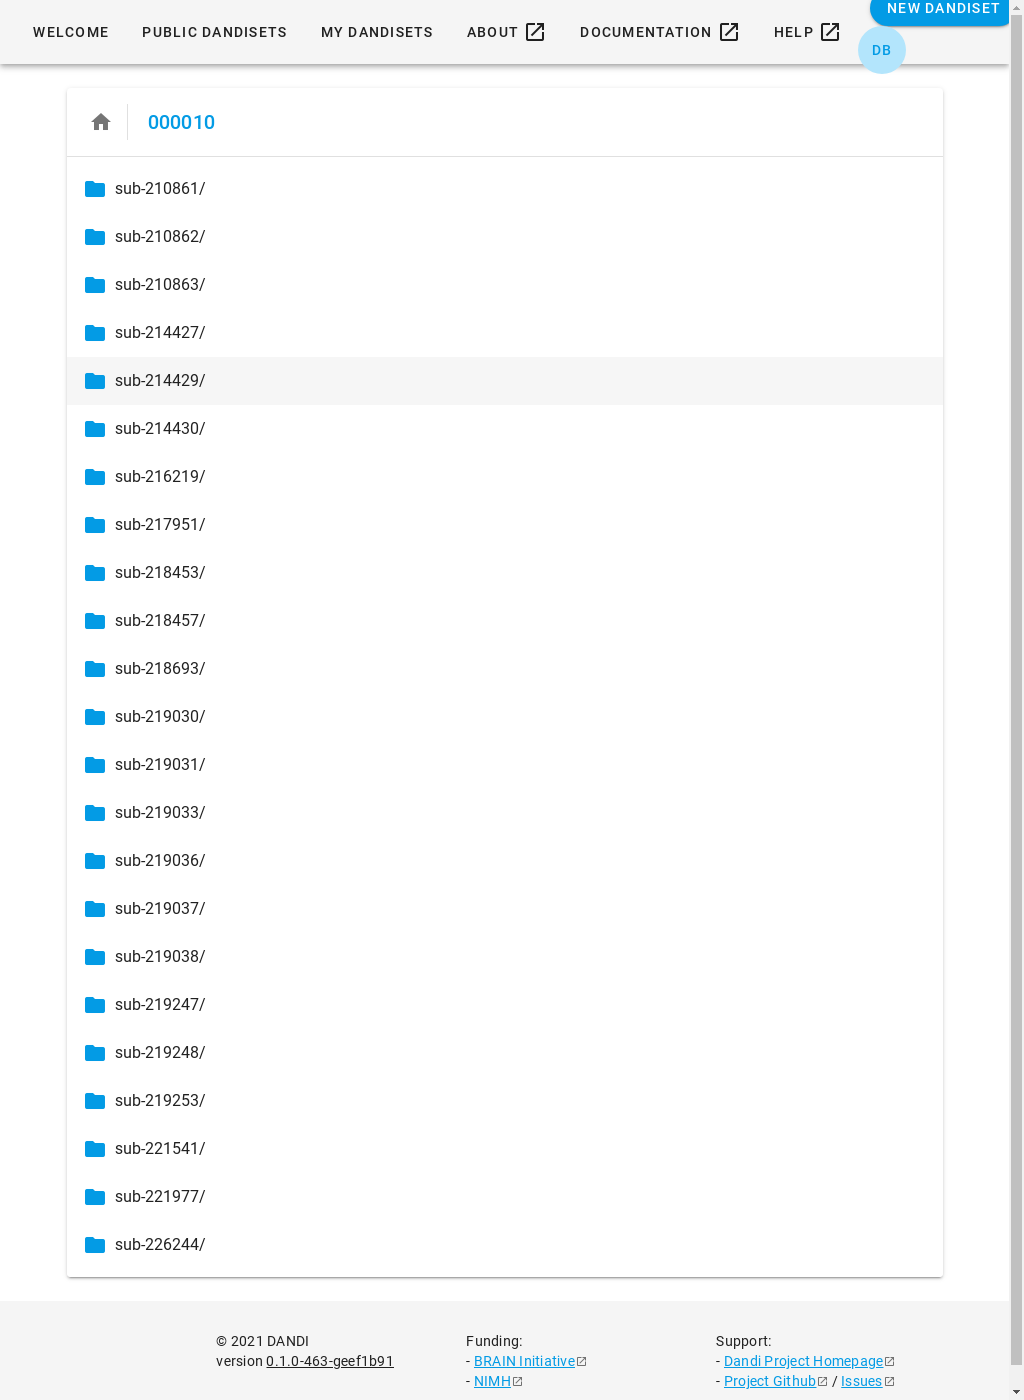 WELCOME PUBLIC DANDISETS MY DANDISETS ABOUT DOCUMENTATION HELP NEW DANDISET
DB
000010
sub-210861/
sub-210862/
sub-210863/
sub-214427/
sub-214429/
sub-214430/
sub-216219/
sub-217951/
sub-218453/
sub-218457/
sub-218693/
sub-219030/
sub-219031/
sub-219033/
sub-219036/
sub-219037/
sub-219038/
sub-219247/
sub-219248/
sub-219253/
sub-221541/
sub-221977/
sub-226244/
© 2021 DANDI
version 0.1.0-463-geef1b91
Funding:
- BRAIN Initiative
- NIMH
Support:
- Dandi Project Homepage
- Project Github / Issues